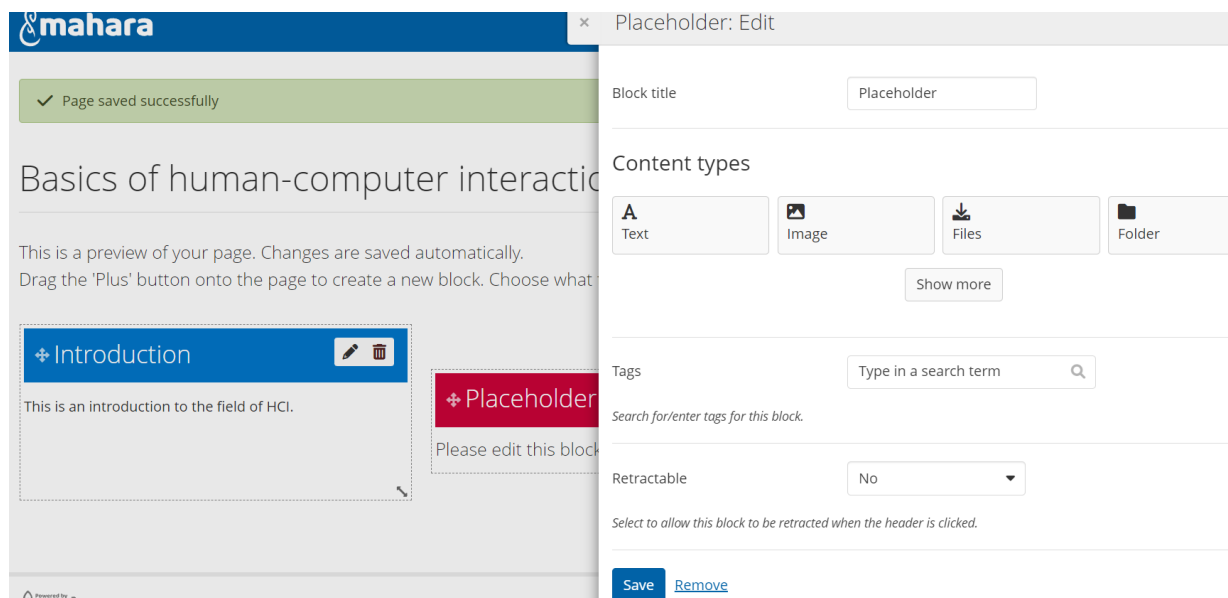 mahara
Page saved successfully
Basics of human-computer interactic
This is a preview of your page. Changes are saved automatically.
Drag the 'Plus' button onto the page to create a new block. Choose what
Introduction
This is an introduction to the field of HCI.
Placeholder
Please edit this block
Powered by
× Placeholder: Edit
Block title Placeholder
Content types
Text Image Files Folder
Show more
Tags Type in a search term
Search for/enter tags for this block.
Retractable No
Select to allow this block to be retracted when the header is clicked.
Save Remove